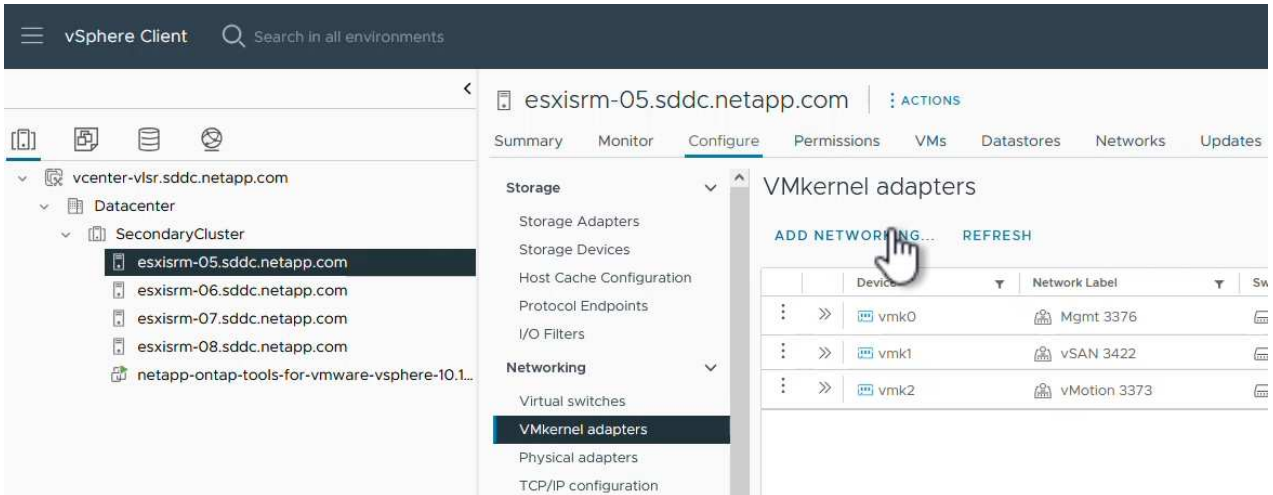 vSphere Client Search in all environments
esxisrm-05.sddc.netapp.com ACTIONS
Summary Monitor Configure Permissions VMs Datastores Networks Updates
vcenter-vlsr.sddc.netapp.com
Datacenter
SecondaryCluster
esxisrm-05.sddc.netapp.com
esxisrm-06.sddc.netapp.com
esxisrm-07.sddc.netapp.com
esxisrm-08.sddc.netapp.com
netapp-ontap-tools-for-vmware-vsphere-10.1...
Storage
Storage Adapters
Storage Devices
Host Cache Configuration
Protocol Endpoints
I/O Filters
Networking
Virtual switches
VMkernel adapters
Physical adapters
TCP/IP configuration
VMkernel adapters
ADD NETWORKING... REFRESH
Device Network Label Sw
vmk0 Mgmt 3376
vmk1 vSAN 3422
vmk2 vMotion 3373